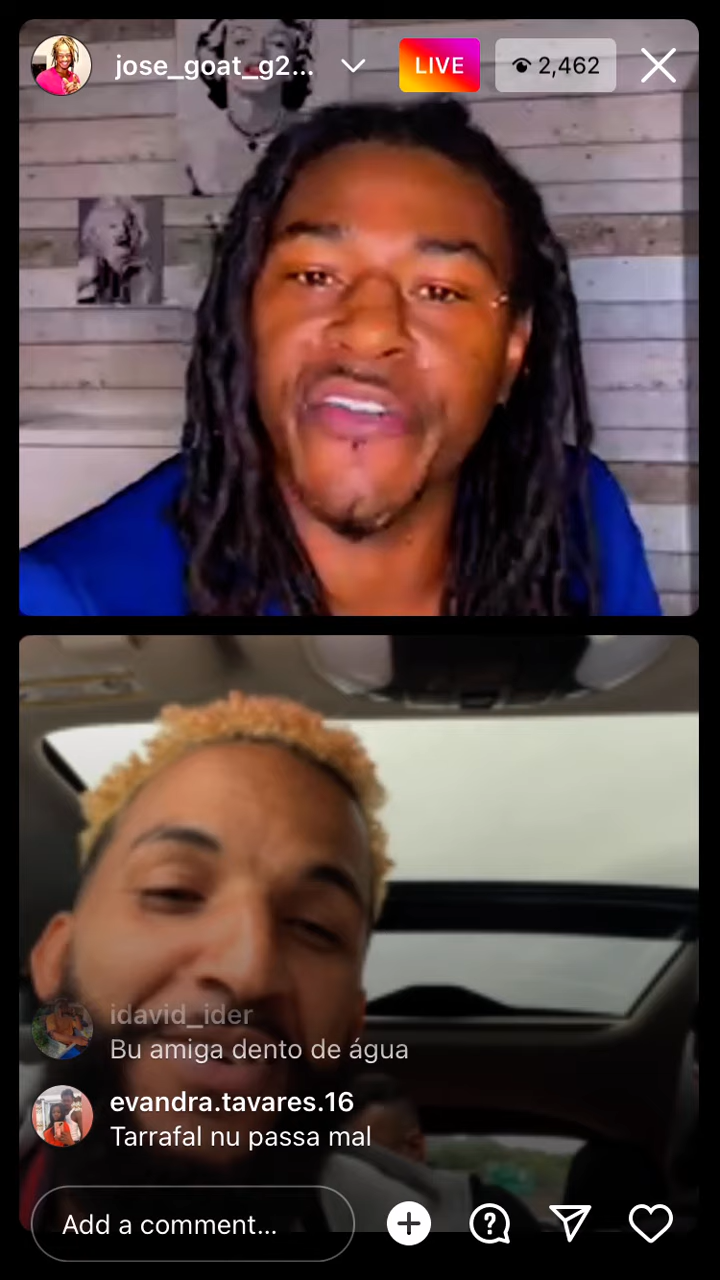 jose_goat_g2...
LIVE
2,462
idavid_ider
Bu amiga dento de água
evandra.tavares.16
Tarrafal nu passa mal
Add a comment...